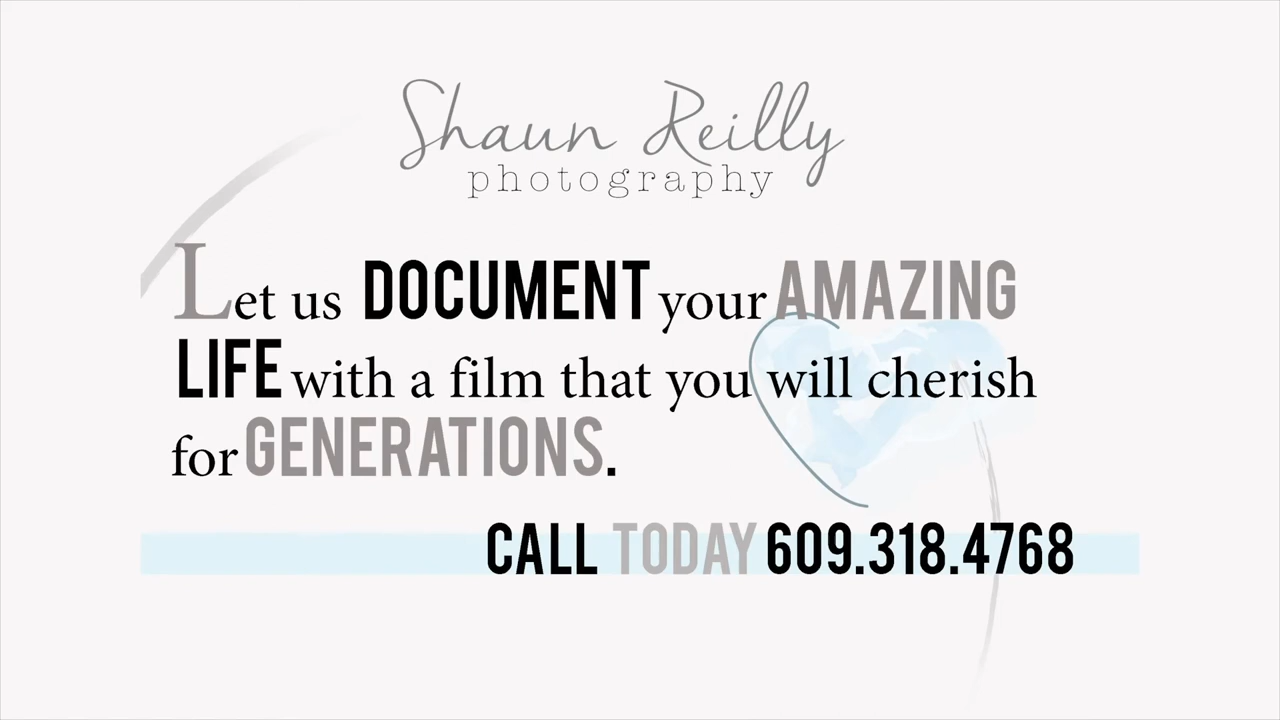 Shaun Reilly
photography
Let us DOCUMENT your AMAZING
LIFE with a film that you will cherish
for GENERATIONS.
CALL TODAY 609.318.4768